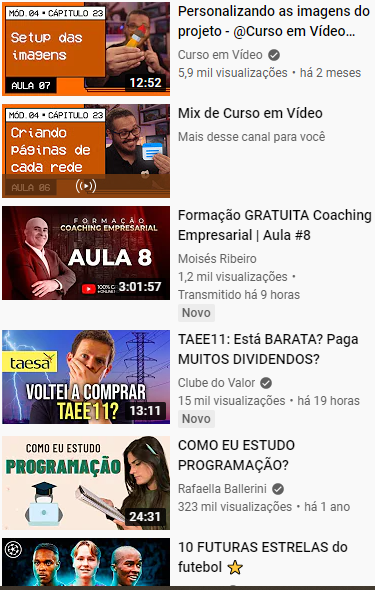 MÓD.04 • CAPÍTULO 23
Setup das
imagens
AULA 07
12:52
Personalizando as imagens do
projeto - @Curso em Vídeo...
Curso em Vídeo
5,9 mil visualizações • há 2 meses
MÓD.04 • CAPÍTULO 23
Criando
páginas de
cada rede
AULA 06
Mix de Curso em Vídeo
Mais desse canal para você
FORMAÇÃO
COACHING EMPRESARIAL
AULA 8
3:01:57
Formação GRATUITA Coaching
Empresarial | Aula #8
Moisés Ribeiro
1,2 mil visualizações •
Transmitido há 9 horas
Novo
taesa
VOLTEI A COMPRAR
TAEE11?
13:11
TAEE11: Está BARATA? Paga
MUITOS DIVIDENDOS?
Clube do Valor
15 mil visualizações • há 19 horas
Novo
COMO EU ESTUDO
PROGRAMAÇÃO
24:31
COMO EU ESTUDO
PROGRAMAÇÃO?
Rafaella Ballerini
323 mil visualizações • há 1 ano
10 FUTURAS ESTRELAS do
futebol ⭐